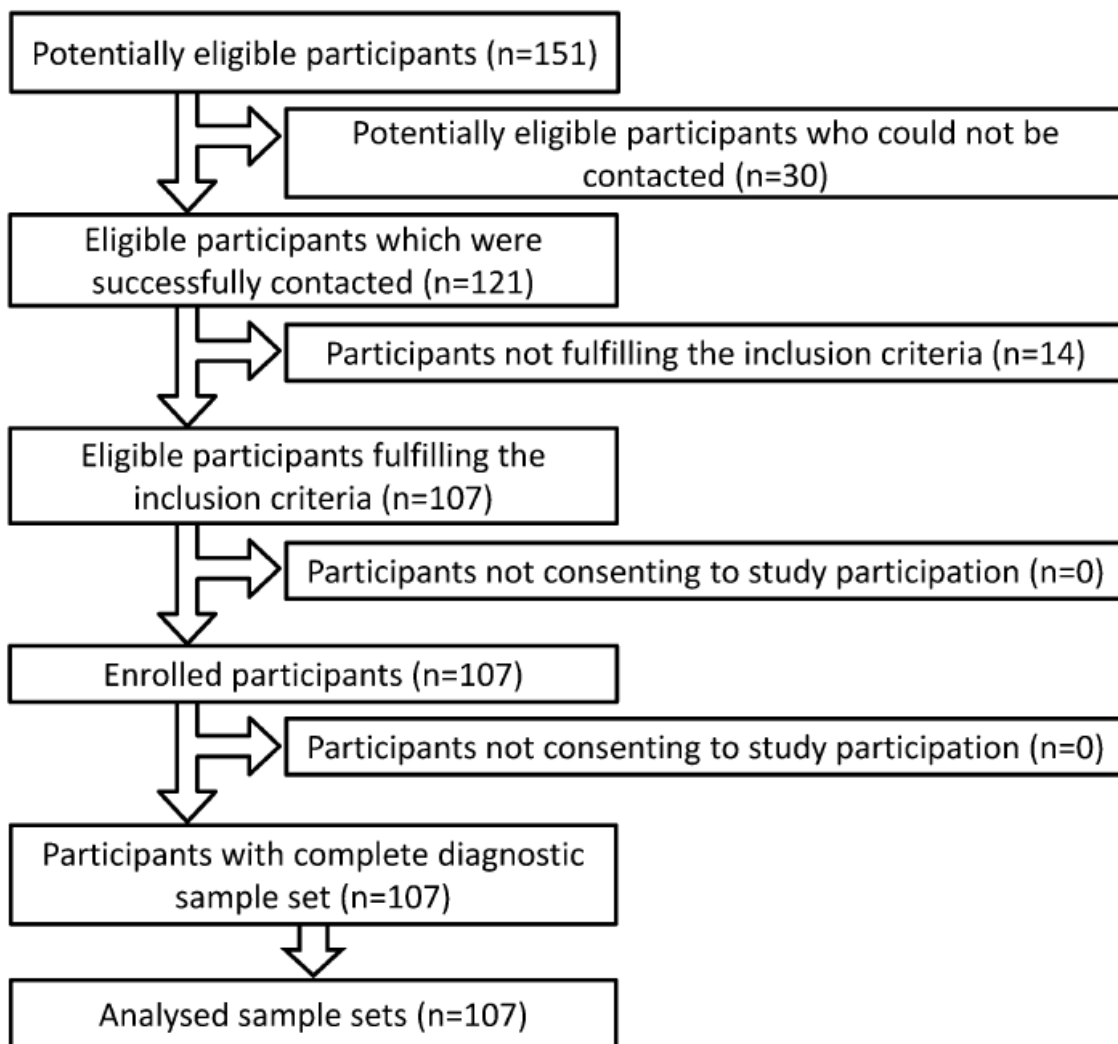 Potentially eligible participants (n=151)
Potentially eligible participants who could not be
contacted (n=30)
Eligible participants which were
successfully contacted (n=121)
Participants not fulfilling the inclusion criteria (n=14)
Eligible participants fulfilling the
inclusion criteria (n=107)
Participants not consenting to study participation (n=0)
Enrolled participants (n=107)
Participants not consenting to study participation (n=0)
Participants with complete diagnostic
sample set (n=107)
Analysed sample sets (n=107)